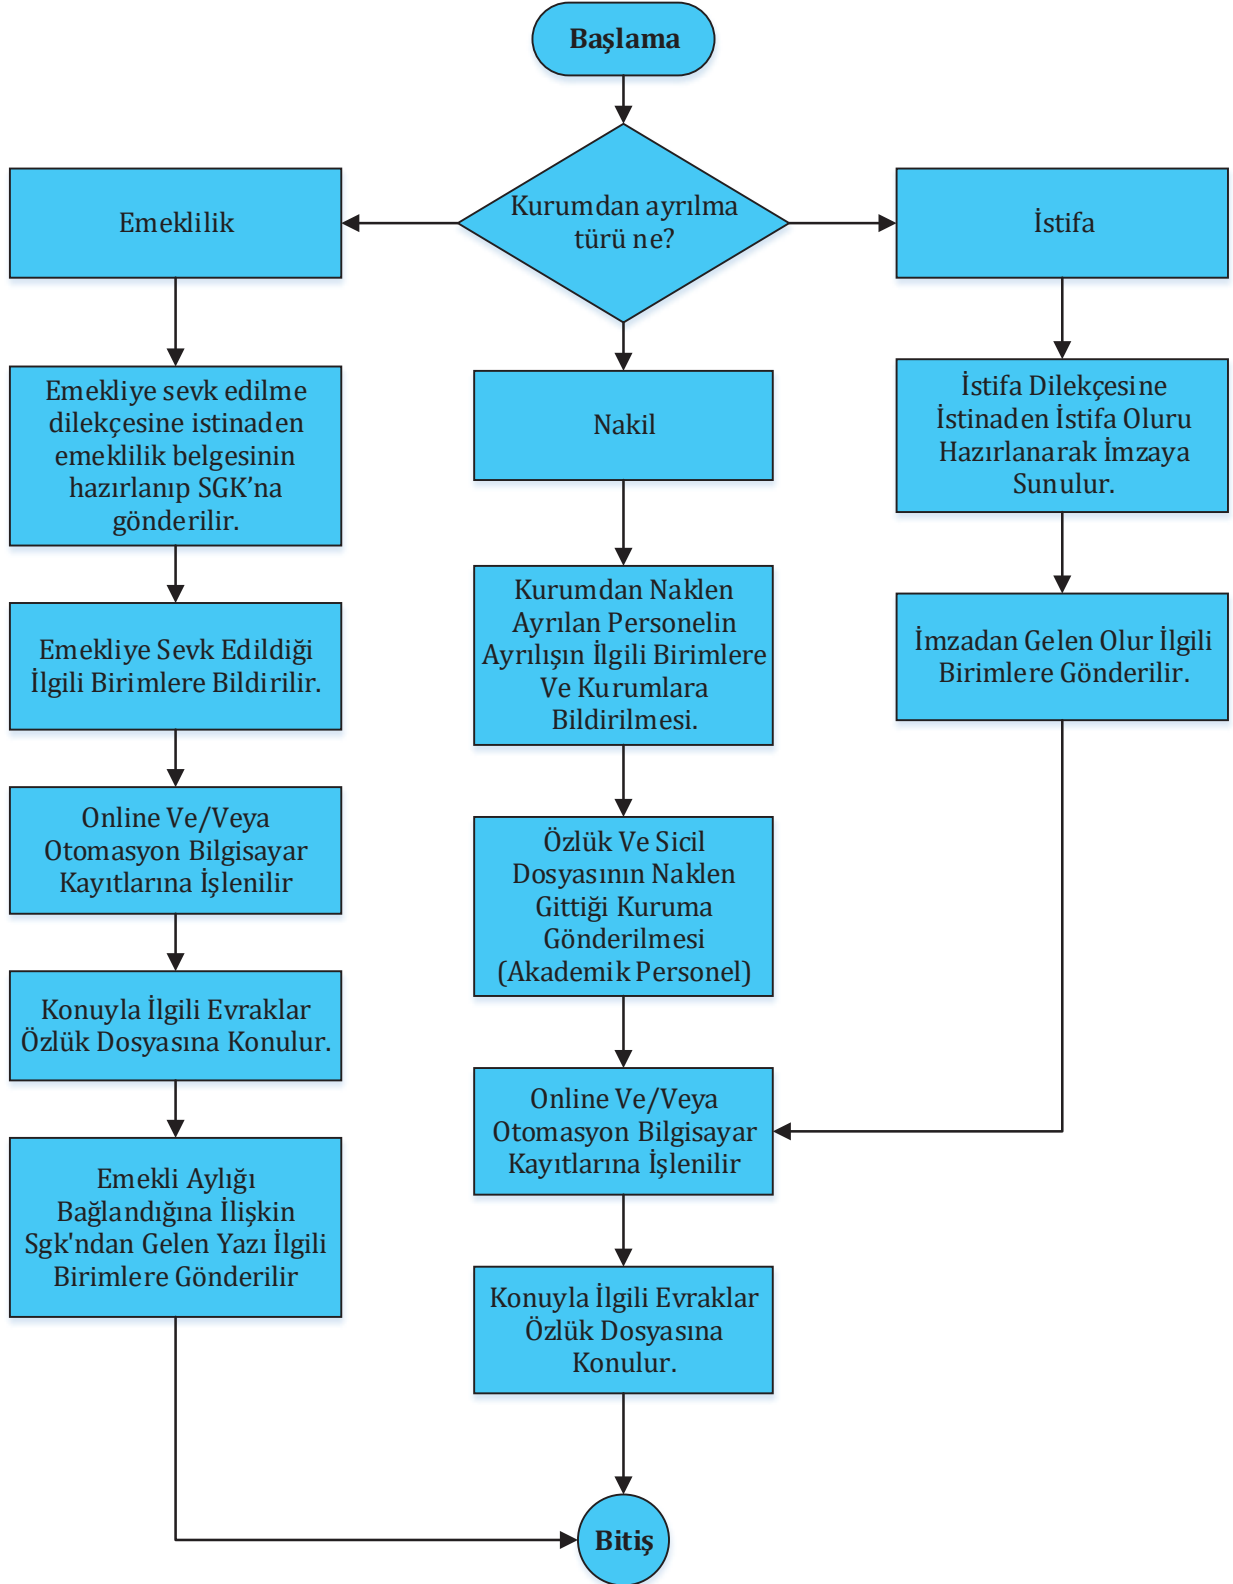 Başlama
Kurumdan ayrılma
türü ne?
Emeklilik
Emekliye sevk edilme
dilekçesine istinaden
emeklilik belgesinin
hazırlanıp SGK’na
gönderilir.
Emekliye Sevk Edildiği
İlgili Birimlere Bildirilir.
Online Ve/Veya
Otomasyon Bilgisayar
Kayıtlarına İşlenilir
Konuyla İlgili Evraklar
Özlük Dosyasına Konulur.
Emekli Aylığı
Bağlandığına İlişkin
Sgk'ndan Gelen Yazı İlgili
Birimlere Gönderilir
Nakil
Kurumdan Naklen
Ayrılan Personelin
Ayrılışın İlgili Birimlere
Ve Kurumlara
Bildirilmesi.
Özlük Ve Sicil
Dosyasının Naklen
Gittiği Kuruma
Gönderilmesi
(Akademik Personel)
Online Ve/Veya
Otomasyon Bilgisayar
Kayıtlarına İşlenilir
Konuyla İlgili Evraklar
Özlük Dosyasına
Konulur.
İstifa
İstifa Dilekçesine
İstinaden İstifa Oluru
Hazırlanarak İmzaya
Sunulur.
İmzadan Gelen Olur İlgili
Birimlere Gönderilir.
Bitiş